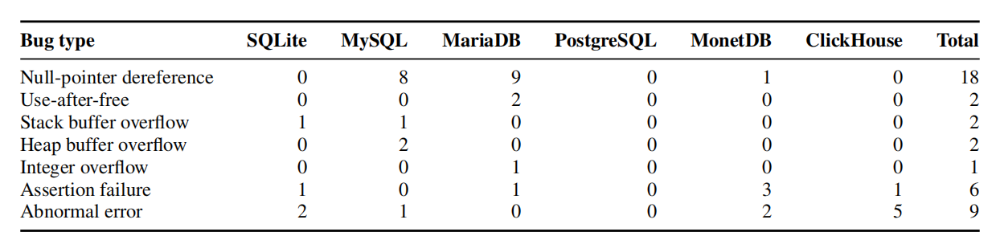 Bug type SQLite MySQL MariaDB PostgreSQL MonetDB ClickHouse Total
Null-pointer dereference 0 8 9 0 1 0 18
Use-after-free 0 0 2 0 0 0 2
Stack buffer overflow 1 1 0 0 0 0 2
Heap buffer overflow 0 2 0 0 0 0 2
Integer overflow 0 0 1 0 0 0 1
Assertion failure 1 0 1 0 3 1 6
Abnormal error 2 1 0 0 2 5 9